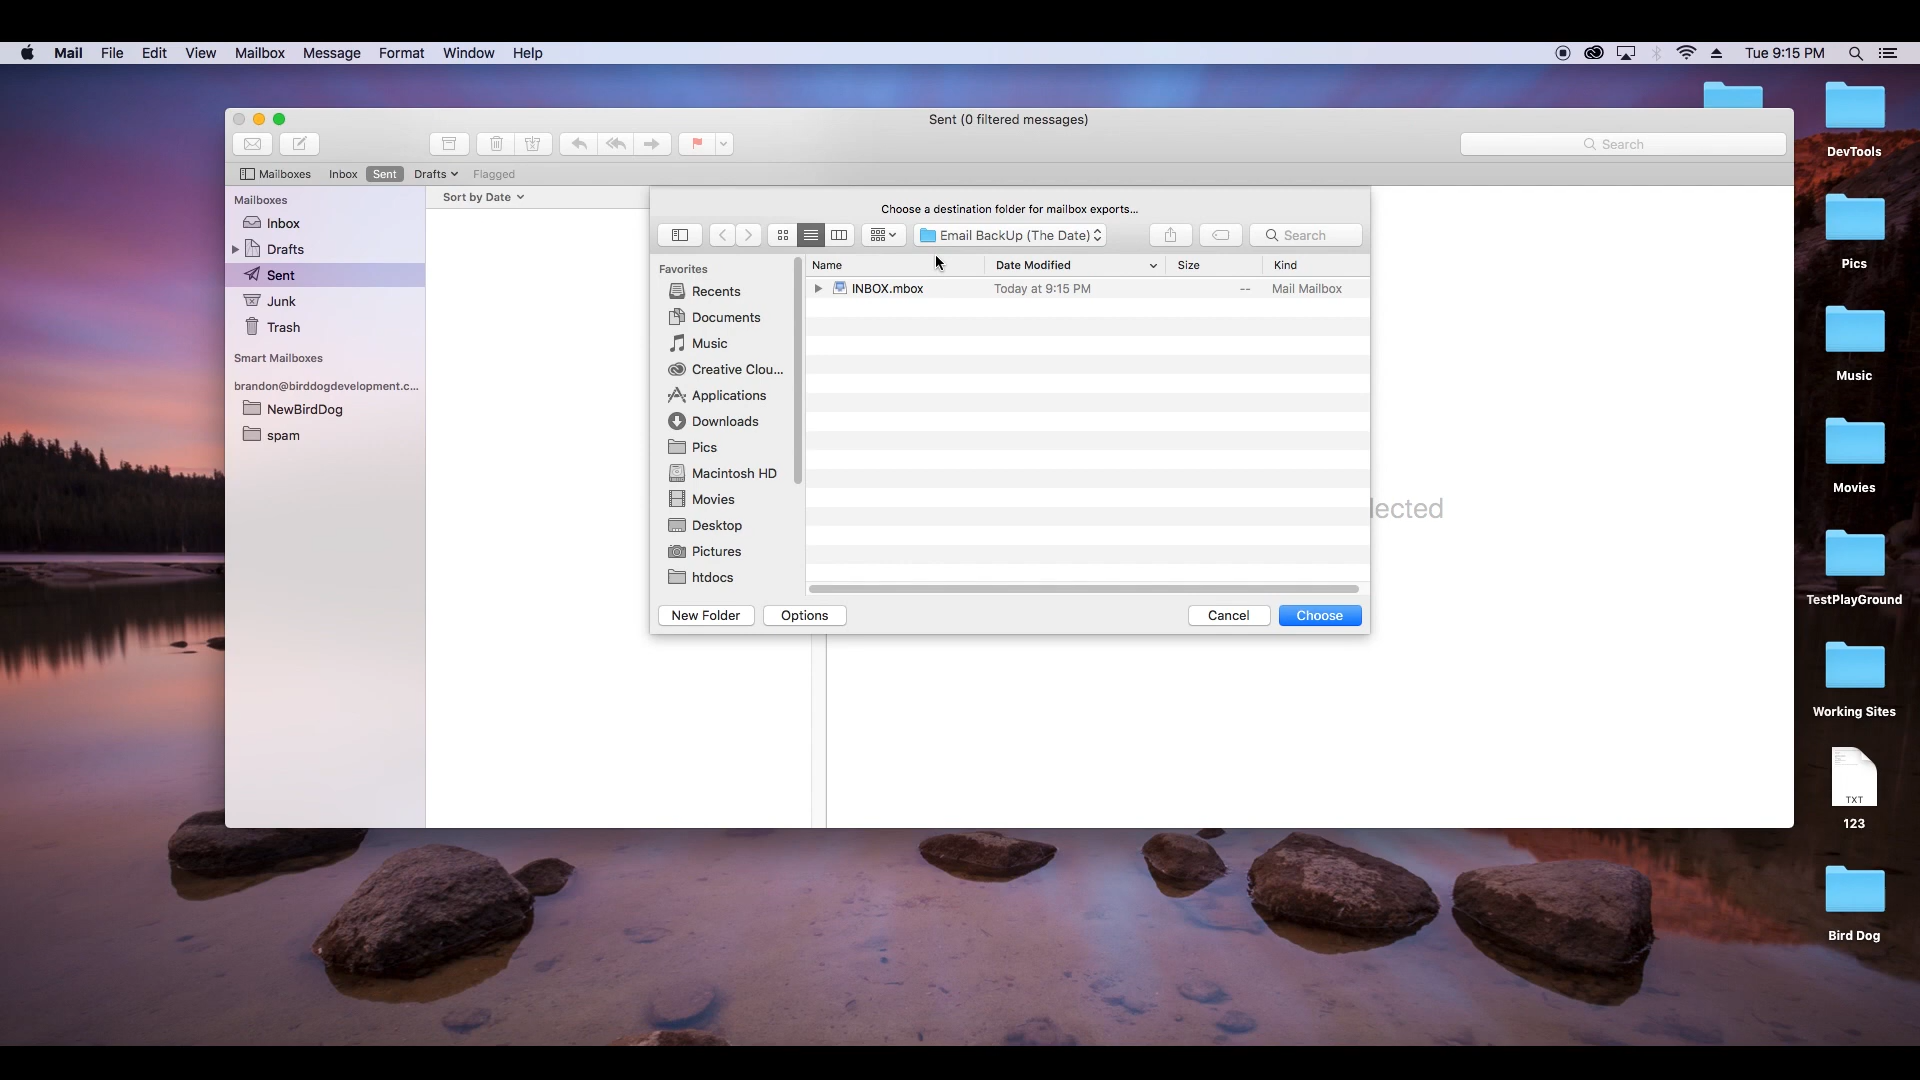 Mail File Edit View Mailbox Message Format Window Help Tue 9:15 PM
Sent (0 filtered messages)
Search
Mailboxes Inbox Sent Drafts Flagged
Mailboxes
Inbox
Drafts
Sent
Junk
Trash
Smart Mailboxes
brandon@birddogdevelopment.c...
NewBirdDog
spam
Sort by Date
Choose a destination folder for mailbox exports...
Email BackUp (The Date) Search
Favorites
Recents
Documents
Music
Creative Clou...
Applications
Downloads
Pics
Macintosh HD
Movies
Desktop
Pictures
htdocs
Name Date Modified Size Kind
INBOX.mbox Today at 9:15 PM -- Mail Mailbox
New Folder Options Cancel Choose
lected
DevTools
Pics
Music
Movies
TestPlayGround
Working Sites
TXT
123
Bird Dog